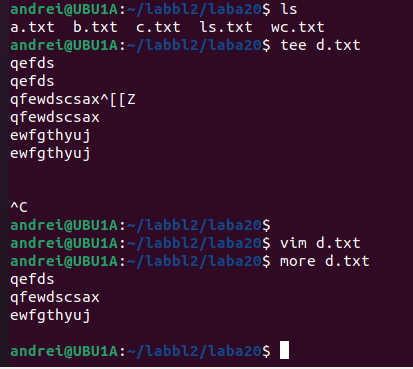 andrei@UBU1A:~/labbl2/laba20$ ls
a.txt  b.txt  c.txt  ls.txt  wc.txt
andrei@UBU1A:~/labbl2/laba20$ tee d.txt
qefds
qefds
qfewdscsax^[[Z
qfewdscsax
ewfgthyuj
ewfgthyuj
^C
andrei@UBU1A:~/labbl2/laba20$
andrei@UBU1A:~/labbl2/laba20$ vim d.txt
andrei@UBU1A:~/labbl2/laba20$ more d.txt
qefds
qfewdscsax
ewfgthyuj
andrei@UBU1A:~/labbl2/laba20$